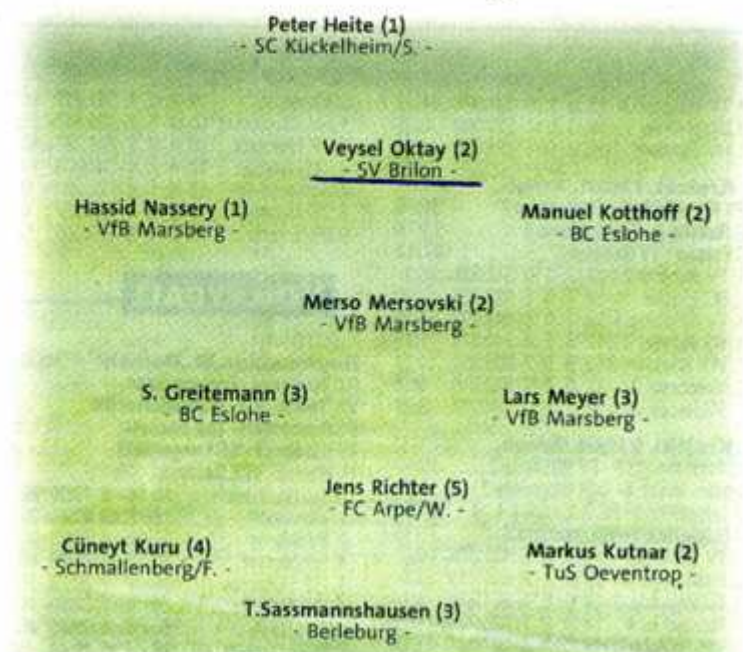 Peter Heite (1)
- SC Kückelheim/S. -
Veysel Oktay (2)
- SV Brilon -
Hassid Nassery (1)
- VfB Marsberg -
Manuel Kotthoff (2)
- BC Eslohe -
Merso Mersovski (2)
- VfB Marsberg -
S. Greitemann (3)
- BC Eslohe -
Lars Meyer (3)
- VfB Marsberg -
Jens Richter (5)
- FC Arpe/W. -
Cüneyt Kuru (4)
- Schmallenberg/F. -
Markus Kutnar (2)
- TuS Oeventrop -
T.Sassmannshausen (3)
- Berleburg -